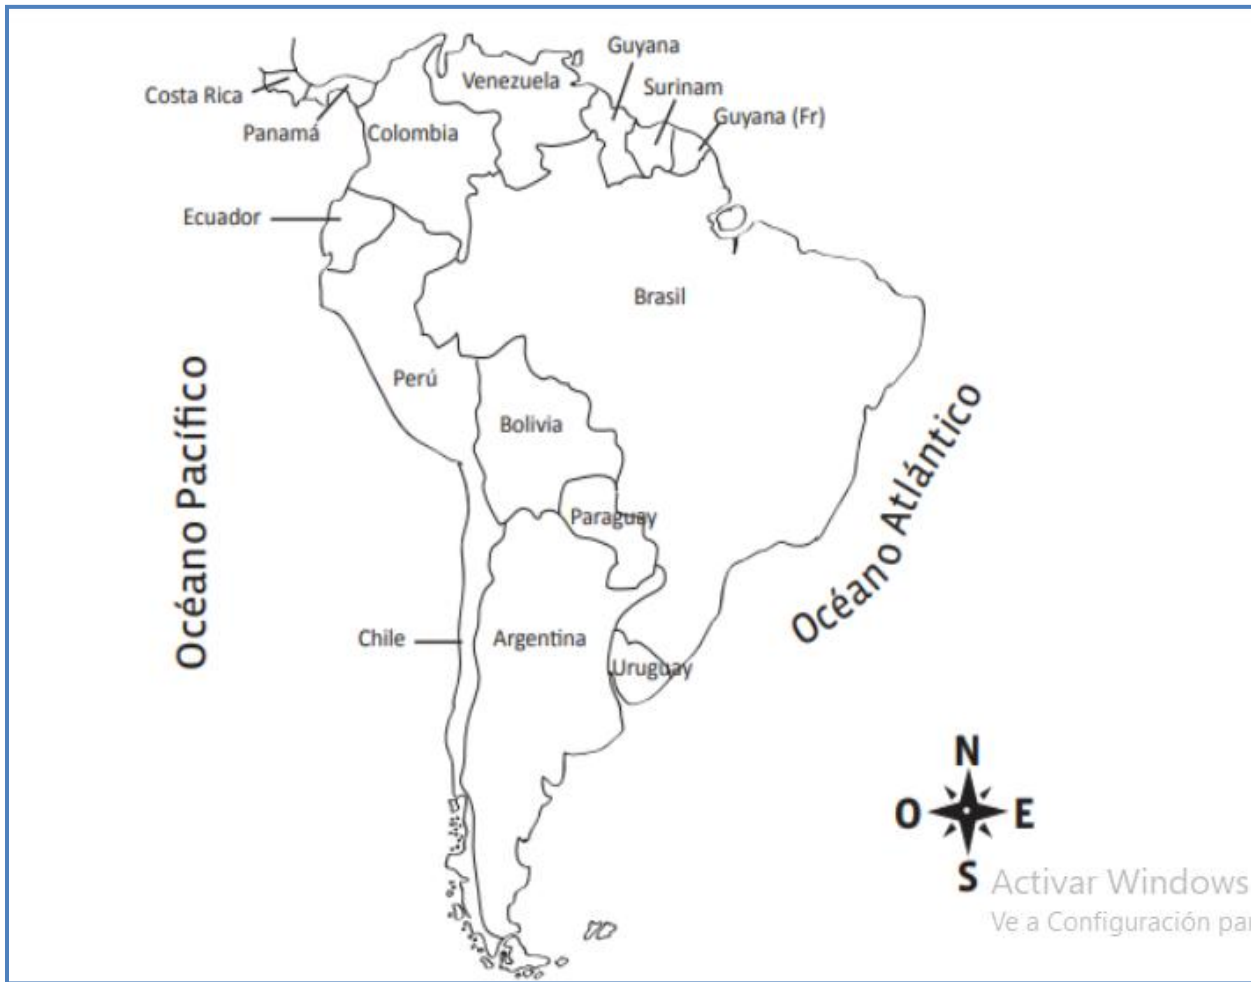 Guyana
Venezuela
Surinam
Costa Rica
Guyana (Fr)
Panamá
Colombia
Ecuador
Brasil
Perú
Océano Pacífico
Bolivia
Océano Atlántico
Paraguay
Chile
Argentina
Uruguay
N
O
E
S
Activar Windows
Ve a Configuración par